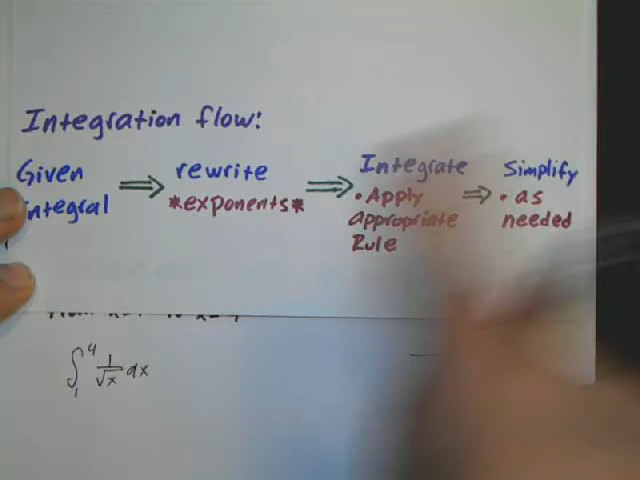 Integration flow:
Given ⇒ rewrite ⇒ Integrate ⇒ Simplify
integral *exponents* • Apply • as
appropriate needed
Rule
∫₁⁴ 1/√x dx